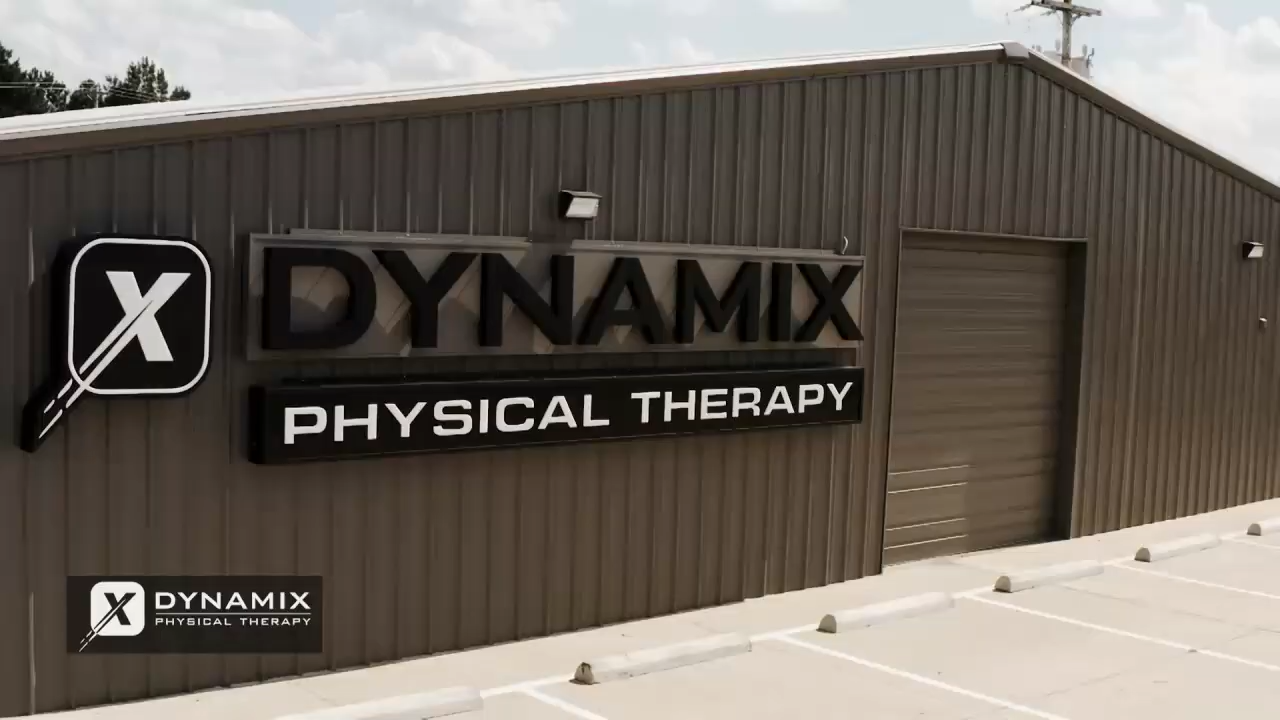 X
DYNAMIX
PHYSICAL THERAPY
X
DYNAMIX
PHYSICAL THERAPY